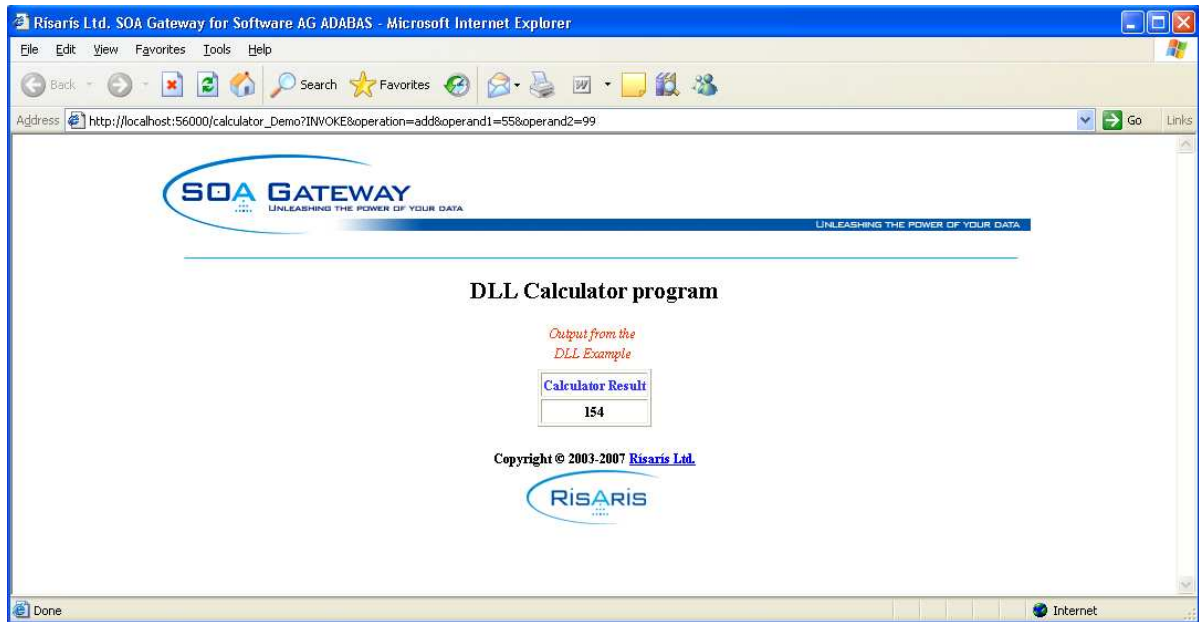 Rísarís Ltd. SOA Gateway for Software AG ADABAS - Microsoft Internet Explorer
File Edit View Favorites Tools Help
Back Search Favorites
Address http://localhost:56000/calculator_Demo?INVOKE&operation=add&operand1=55&operand2=99 Go Links
SOA GATEWAY
UNLEASHING THE POWER OF YOUR DATA
UNLEASHING THE POWER OF YOUR DATA
DLL Calculator program
Output from the
DLL Example
Calculator Result
154
Copyright © 2003-2007 Rísarís Ltd.
RISARIS
Done Internet